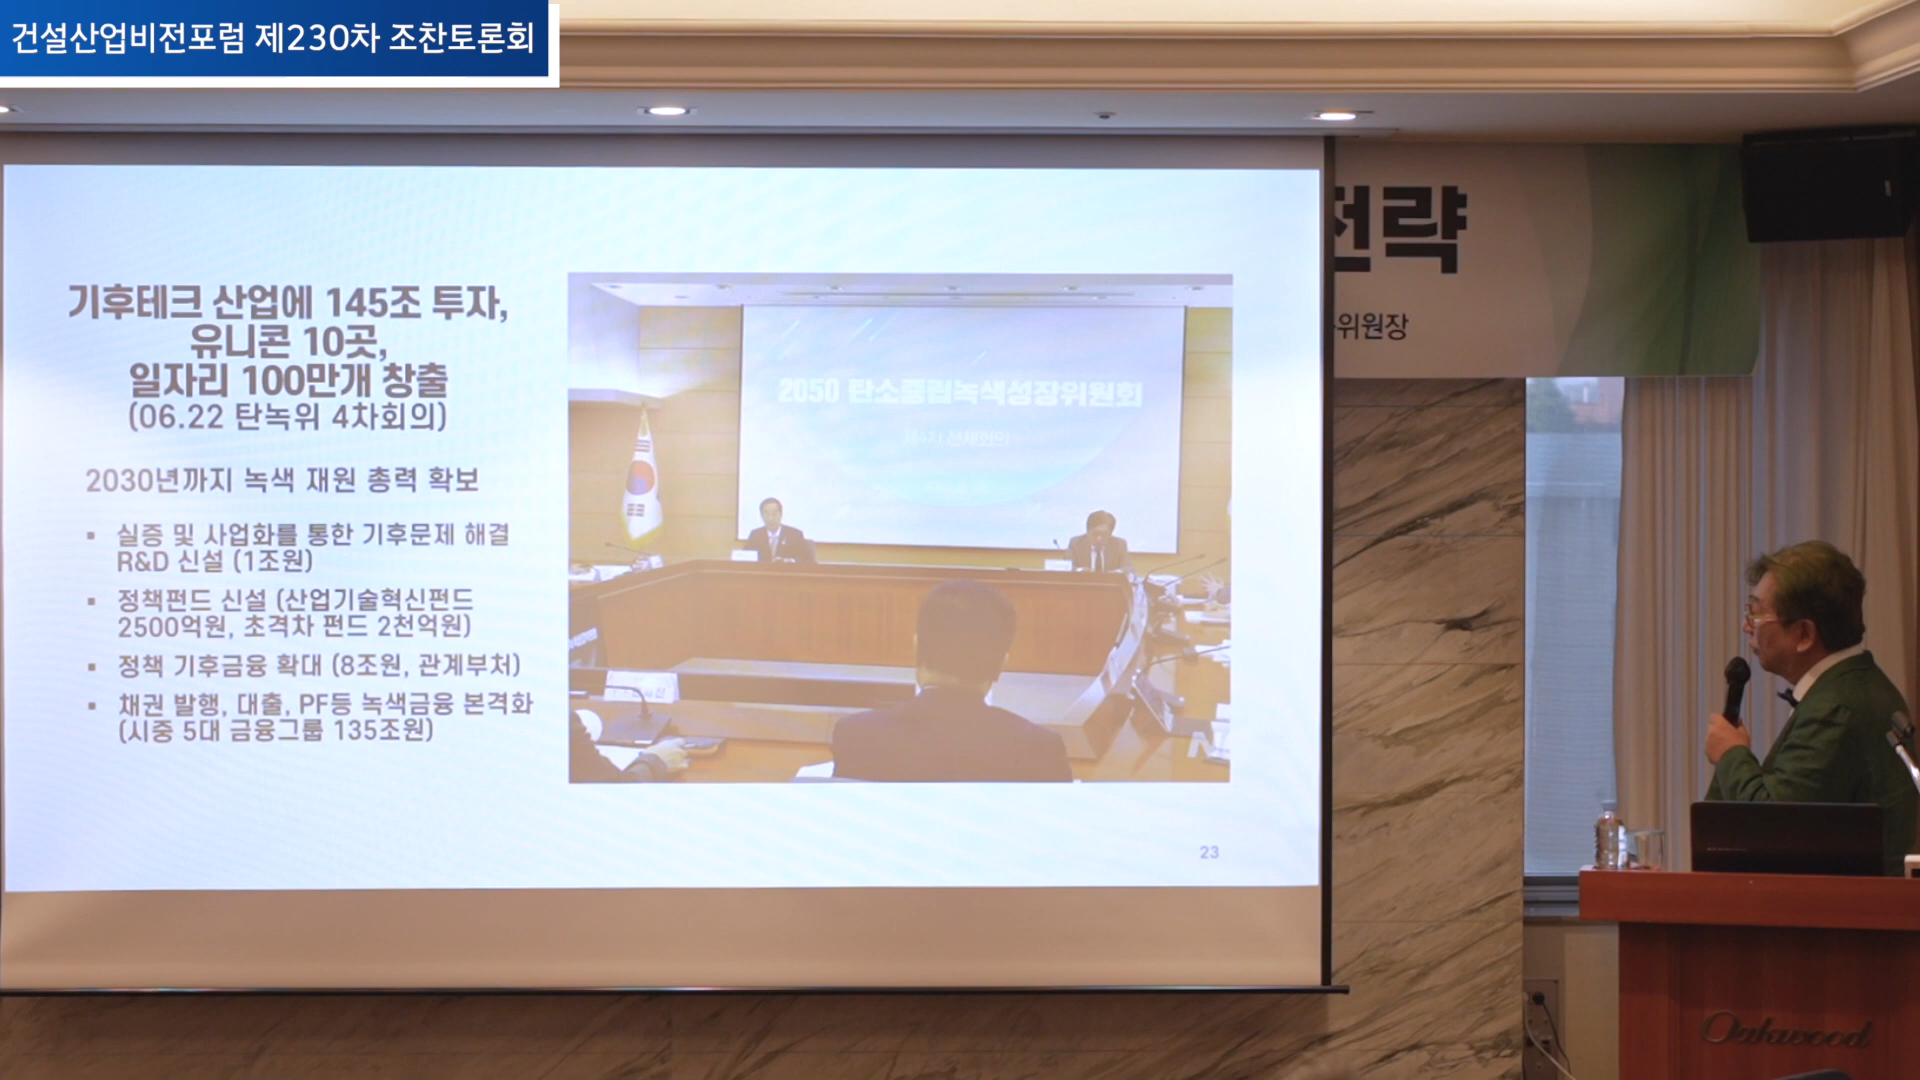 건설산업비전포럼 제230차 조찬토론회
전략
위원장
기후테크 산업에 145조 투자,
유니콘 10곳,
일자리 100만개 창출
(06.22 탄녹위 4차회의)
2030년까지 녹색 재원 총력 확보
▪ 실증 및 사업화를 통한 기후문제 해결
R&D 신설 (1조원)
▪ 정책펀드 신설 (산업기술혁신펀드
2500억원, 초격차 펀드 2천억원)
▪ 정책 기후금융 확대 (8조원, 관계부처)
▪ 채권 발행, 대출, PF등 녹색금융 본격화
(시중 5대 금융그룹 135조원)
2050 탄소중립녹색성장위원회
23
Oakwood